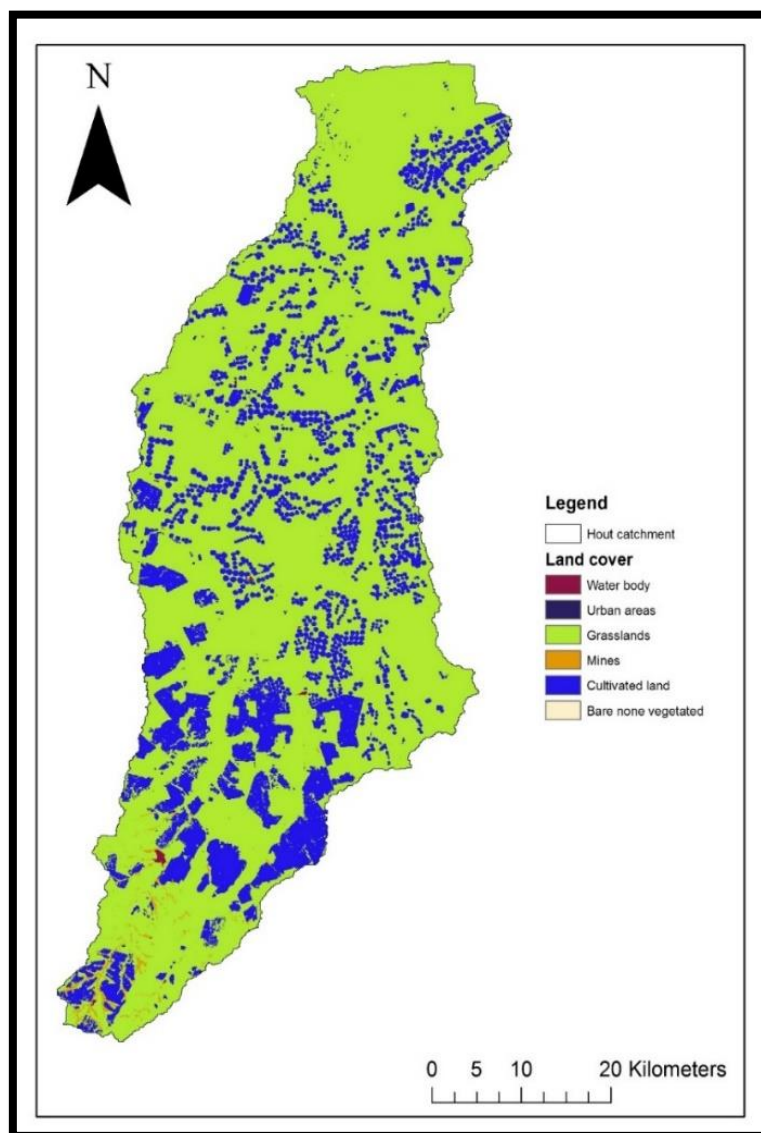 N
Legend
Hout catchment
Land cover
Water body
Urban areas
Grasslands
Mines
Cultivated land
Bare none vegetated
0 5 10 20 Kilometers